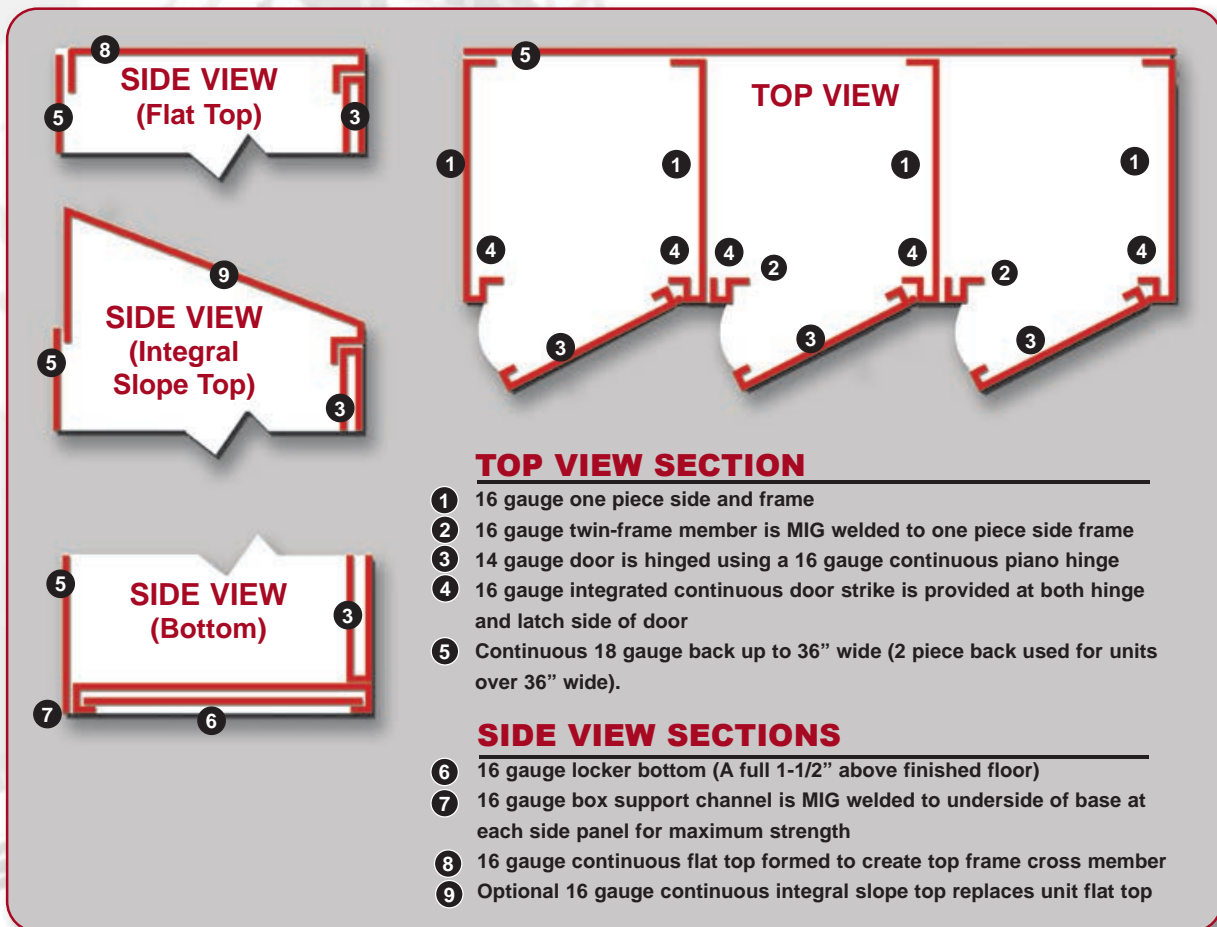 8
SIDE VIEW
(Flat Top)
5
3
9
SIDE VIEW
(Integral
Slope Top)
5
3
5
SIDE VIEW
(Bottom)
3
7
6
5
TOP VIEW
1
1
1
1
4
4
4
2
4
2
4
3
3
3
TOP VIEW SECTION
1 16 gauge one piece side and frame
2 16 gauge twin-frame member is MIG welded to one piece side frame
3 14 gauge door is hinged using a 16 gauge continuous piano hinge
4 16 gauge integrated continuous door strike is provided at both hinge
and latch side of door
5 Continuous 18 gauge back up to 36” wide (2 piece back used for units
over 36” wide).
SIDE VIEW SECTIONS
6 16 gauge locker bottom (A full 1-1/2” above finished floor)
7 16 gauge box support channel is MIG welded to underside of base at
each side panel for maximum strength
8 16 gauge continuous flat top formed to create top frame cross member
9 Optional 16 gauge continuous integral slope top replaces unit flat top